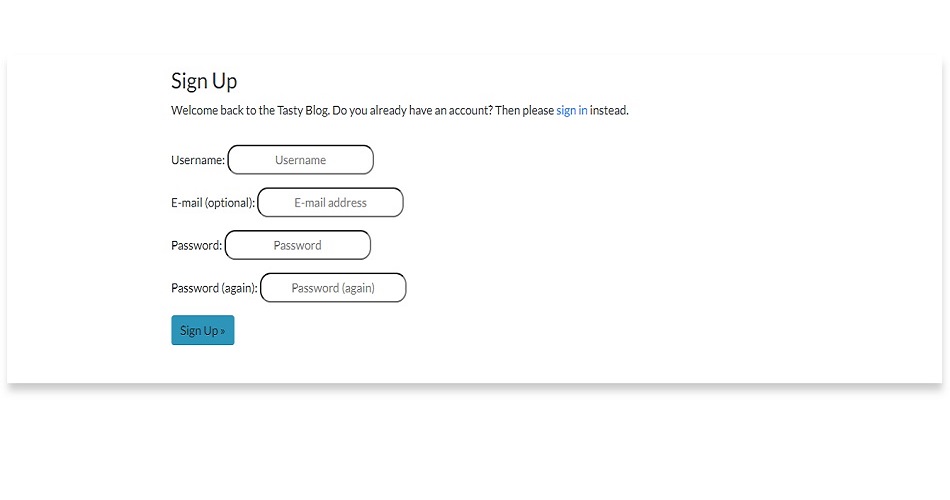 Sign Up
Welcome back to the Tasty Blog. Do you already have an account? Then please sign in instead.
Username: Username
E-mail (optional): E-mail address
Password: Password
Password (again): Password (again)
Sign Up »